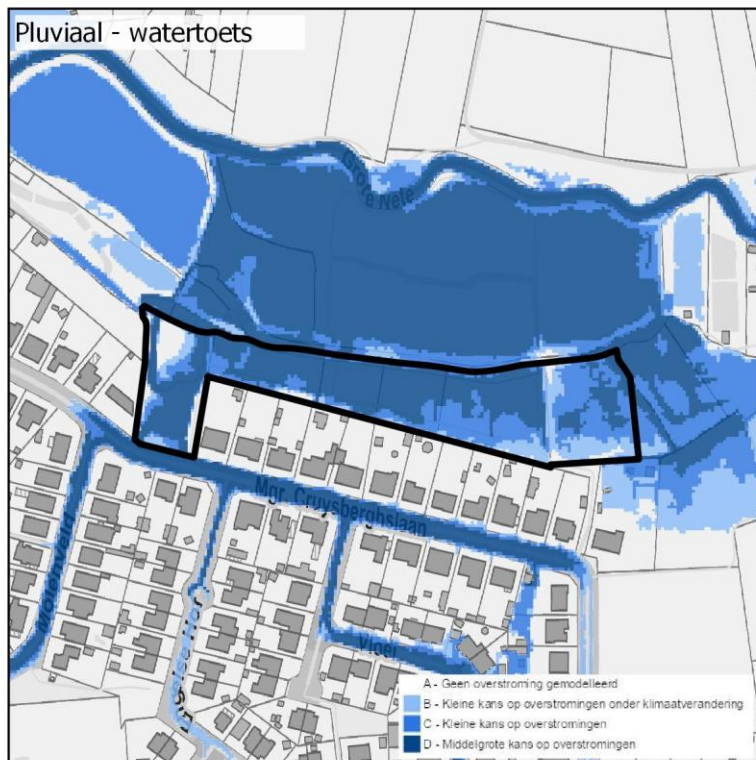 Pluviaal - watertoets
Grote Nete
Mgr. Cruysberghslaan
Molenveld
Vloei
A - Geen overstroming gemodelleerd
B - Kleine kans op overstromingen onder klimaatverandering
C - Kleine kans op overstromingen
D - Middelgrote kans op overstromingen